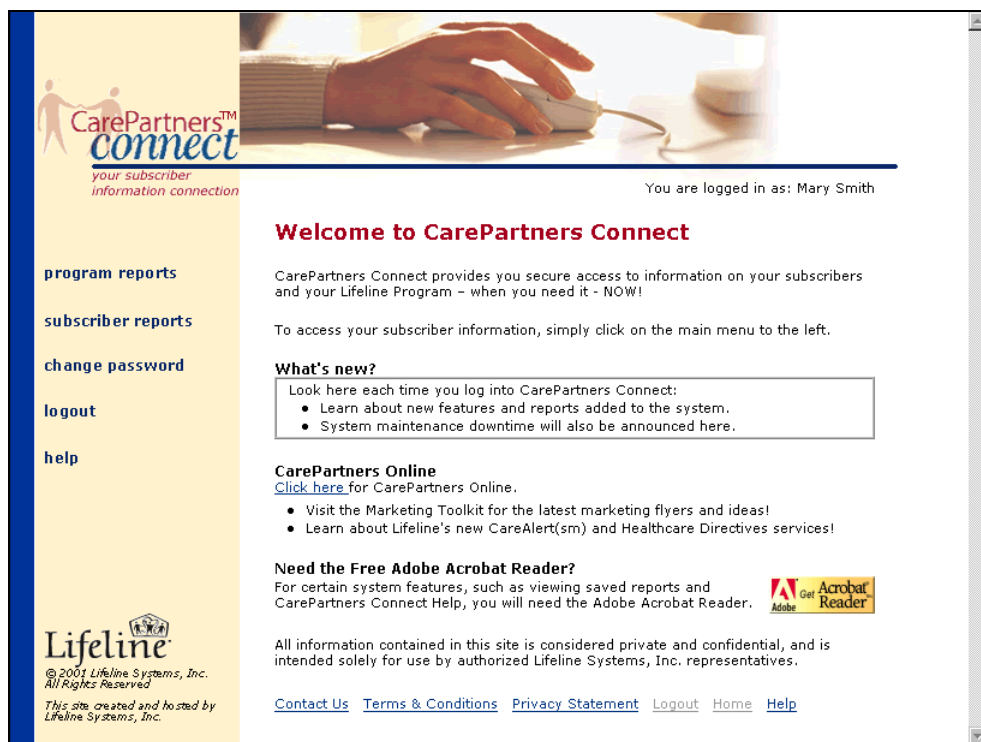 CarePartners™
connect
your subscriber
information connection
You are logged in as: Mary Smith
program reports
subscriber reports
change password
logout
help
Welcome to CarePartners Connect
CarePartners Connect provides you secure access to information on your subscribers
and your Lifeline Program – when you need it - NOW!
To access your subscriber information, simply click on the main menu to the left.
What's new?
Look here each time you log into CarePartners Connect:
● Learn about new features and reports added to the system.
● System maintenance downtime will also be announced here.
CarePartners Online
Click here for CarePartners Online.
● Visit the Marketing Toolkit for the latest marketing flyers and ideas!
● Learn about Lifeline's new CareAlert(sm) and Healthcare Directives services!
Need the Free Adobe Acrobat Reader?
For certain system features, such as viewing saved reports and
CarePartners Connect Help, you will need the Adobe Acrobat Reader.
Adobe
Get Acrobat
Reader
All information contained in this site is considered private and confidential, and is
intended solely for use by authorized Lifeline Systems, Inc. representatives.
Contact Us Terms & Conditions Privacy Statement Logout Home Help
Lifeline
© 2001 Lifeline Systems, Inc.
All Rights Reserved
This site created and hosted by
Lifeline Systems, Inc.